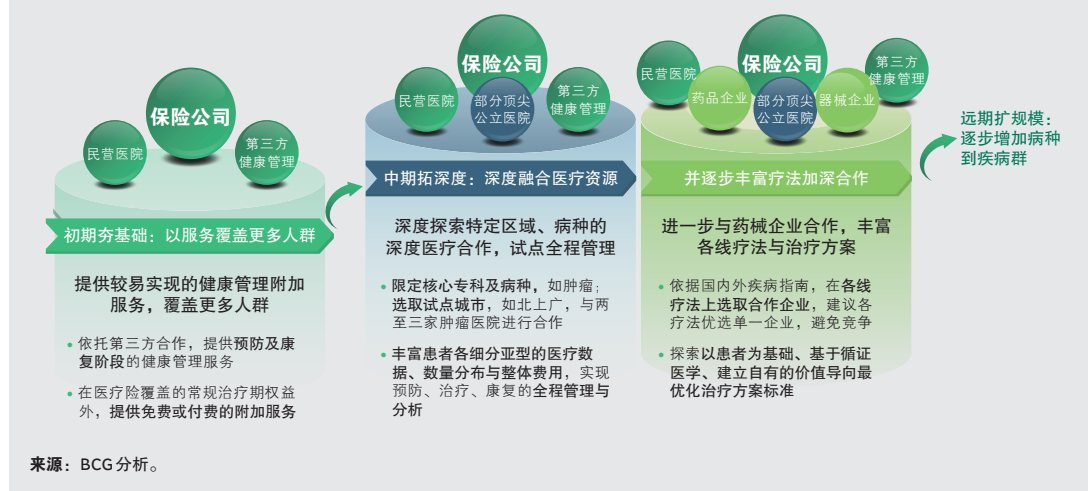 保险公司
民营医院
第三方
健康管理
初期夯基础：以服务覆盖更多人群
提供较易实现的健康管理附加
服务，覆盖更多人群
• 依托第三方合作，提供预防及康
复阶段的健康管理服务
• 在医疗险覆盖的常规治疗期权益
外，提供免费或付费的附加服务
保险公司
民营医院
部分顶尖
公立医院
第三方
健康管理
中期拓深度：深度融合医疗资源
深度探索特定区域、病种的
深度医疗合作，试点全程管理
• 限定核心专科及病种，如肿瘤；
选取试点城市，如北上广，与两
至三家肿瘤医院进行合作
• 丰富患者各细分亚型的医疗数
据、数量分布与整体费用，实现
预防、治疗、康复的全程管理与
分析
保险公司
民营医院
药品企业
部分顶尖
公立医院
器械企业
第三方
健康管理
并逐步丰富疗法加深合作
进一步与药械企业合作，丰富
各线疗法与治疗方案
• 依据国内外疾病指南，在各线
疗法上选取合作企业，建议各
疗法优选单一企业，避免竞争
• 探索以患者为基础、基于循证
医学、建立自有的价值导向最
优化治疗方案标准
远期扩规模：
逐步增加病种
到疾病群
来源：BCG分析。